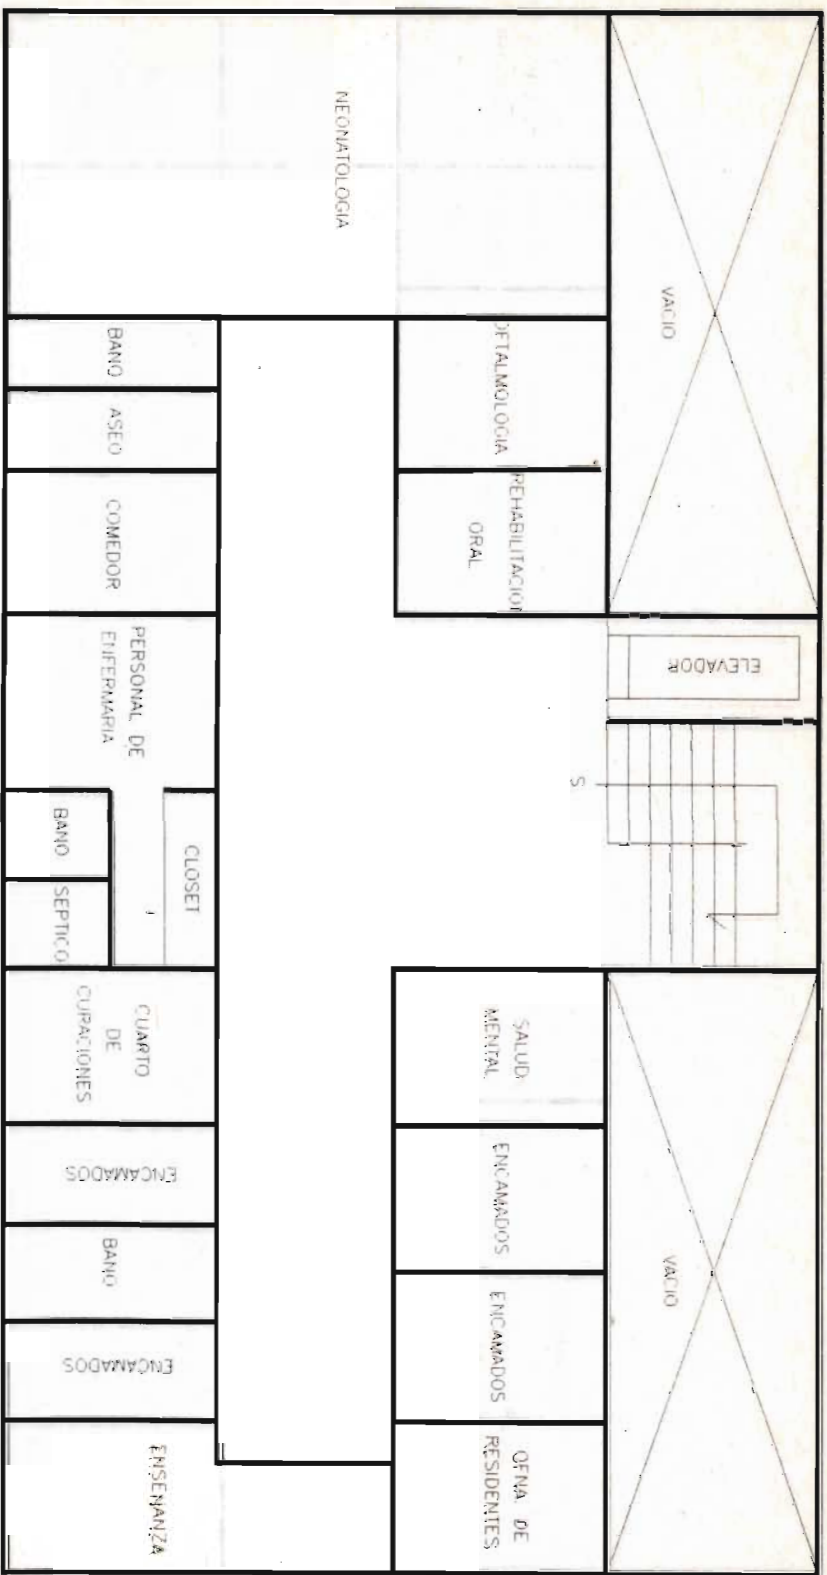 NEONATOLOGIA
VACIO
BANO
OFTALMOLOGIA
ASEO
REHABILITACION
ORAL
COMEDOR
PERSONAL DE
ENFERMARIA
ELEVADOR
S
BANO
CLOSET
SEPTICO
CUARTO
DE
CURACIONES
SALUD
MENTAL
ENCAMADOS
ENCAMADOS
BANO
VACIO
ENCAMADOS
ENCAMADOS
ENSENANZA
OFNA. DE
RESIDENTES